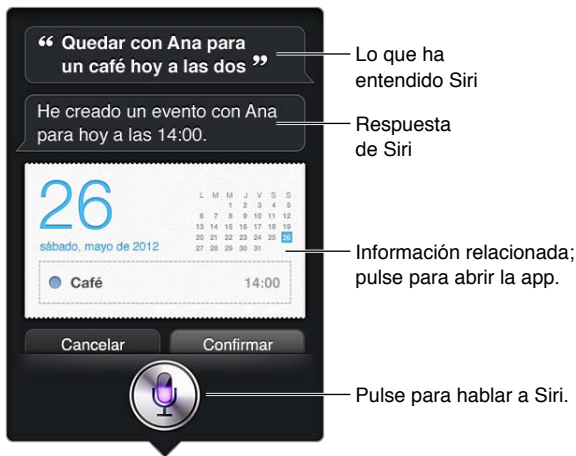 “ Quedar con Ana para
un café hoy a las dos ”
Lo que ha
entendido Siri
He creado un evento con Ana
para hoy a las 14:00.
Respuesta
de Siri
26
sábado, mayo de 2012
L M M J V S S
1 2 3 4 5
6 7 8 9 10 11 12
13 14 15 16 17 18 19
20 21 22 23 24 25 26
27 28 29 30 31
Café 14:00
Información relacionada;
pulse para abrir la app.
Cancelar Confirmar
Pulse para hablar a Siri.